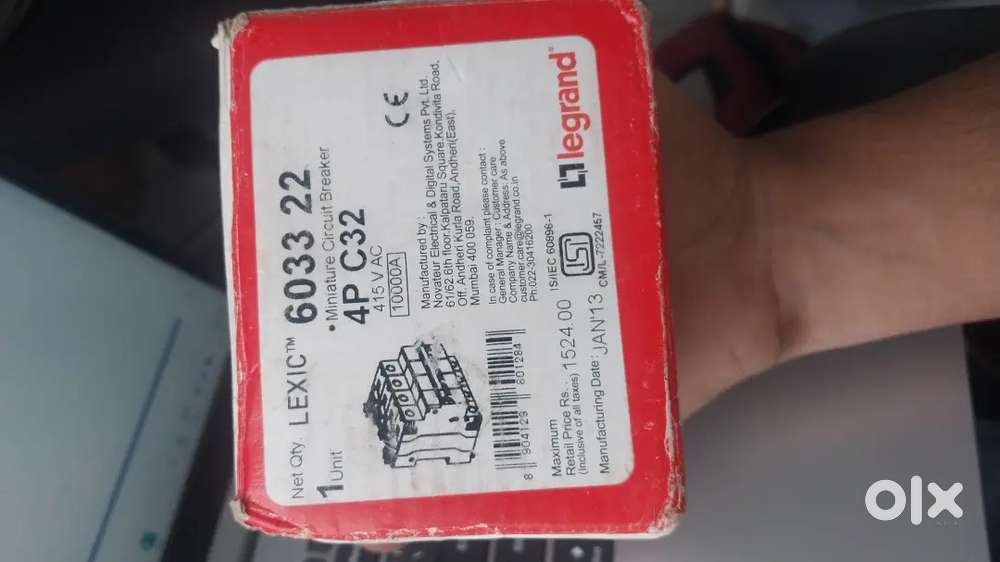 Net Qty.
1 Unit
LEXIC™ 6033 22
• Miniature Circuit Breaker
4P C32
415 V AC
10000A
CE
Manufactured by :
Novateur Electrical & Digital Systems Pvt. Ltd.
61/62.6th floor,Kalpataru Square,Kondivita Road,
Off. Andheri Kurla Road,Andheri(East),
Mumbai 400 059.
In case of complaint please contact :
General Manager : Customer care
Company Name & Address: As above
customer.care@legrand.co.in
Ph:022-30416200
8 904129 801284
IS/IEC 60898-1
CM/L-7222457
Maximum
Retail Price Rs. : 1524.00
(Inclusive of all taxes)
Manufacturing Date : JAN'13
legrand®
olx